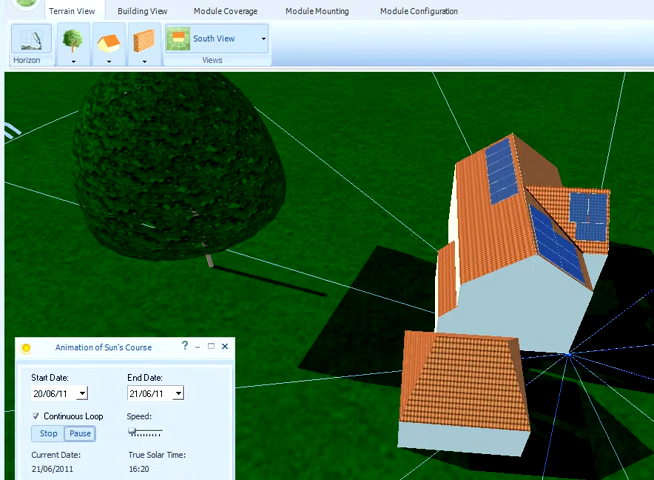 Terrain View Building View Module Coverage Module Mounting Module Configuration
South View
Horizon Views
Animation of Sun's Course ?
Start Date: End Date:
20/06/11 21/06/11
Continuous Loop Speed:
Stop Pause
Current Date: True Solar Time:
21/06/2011 16:20